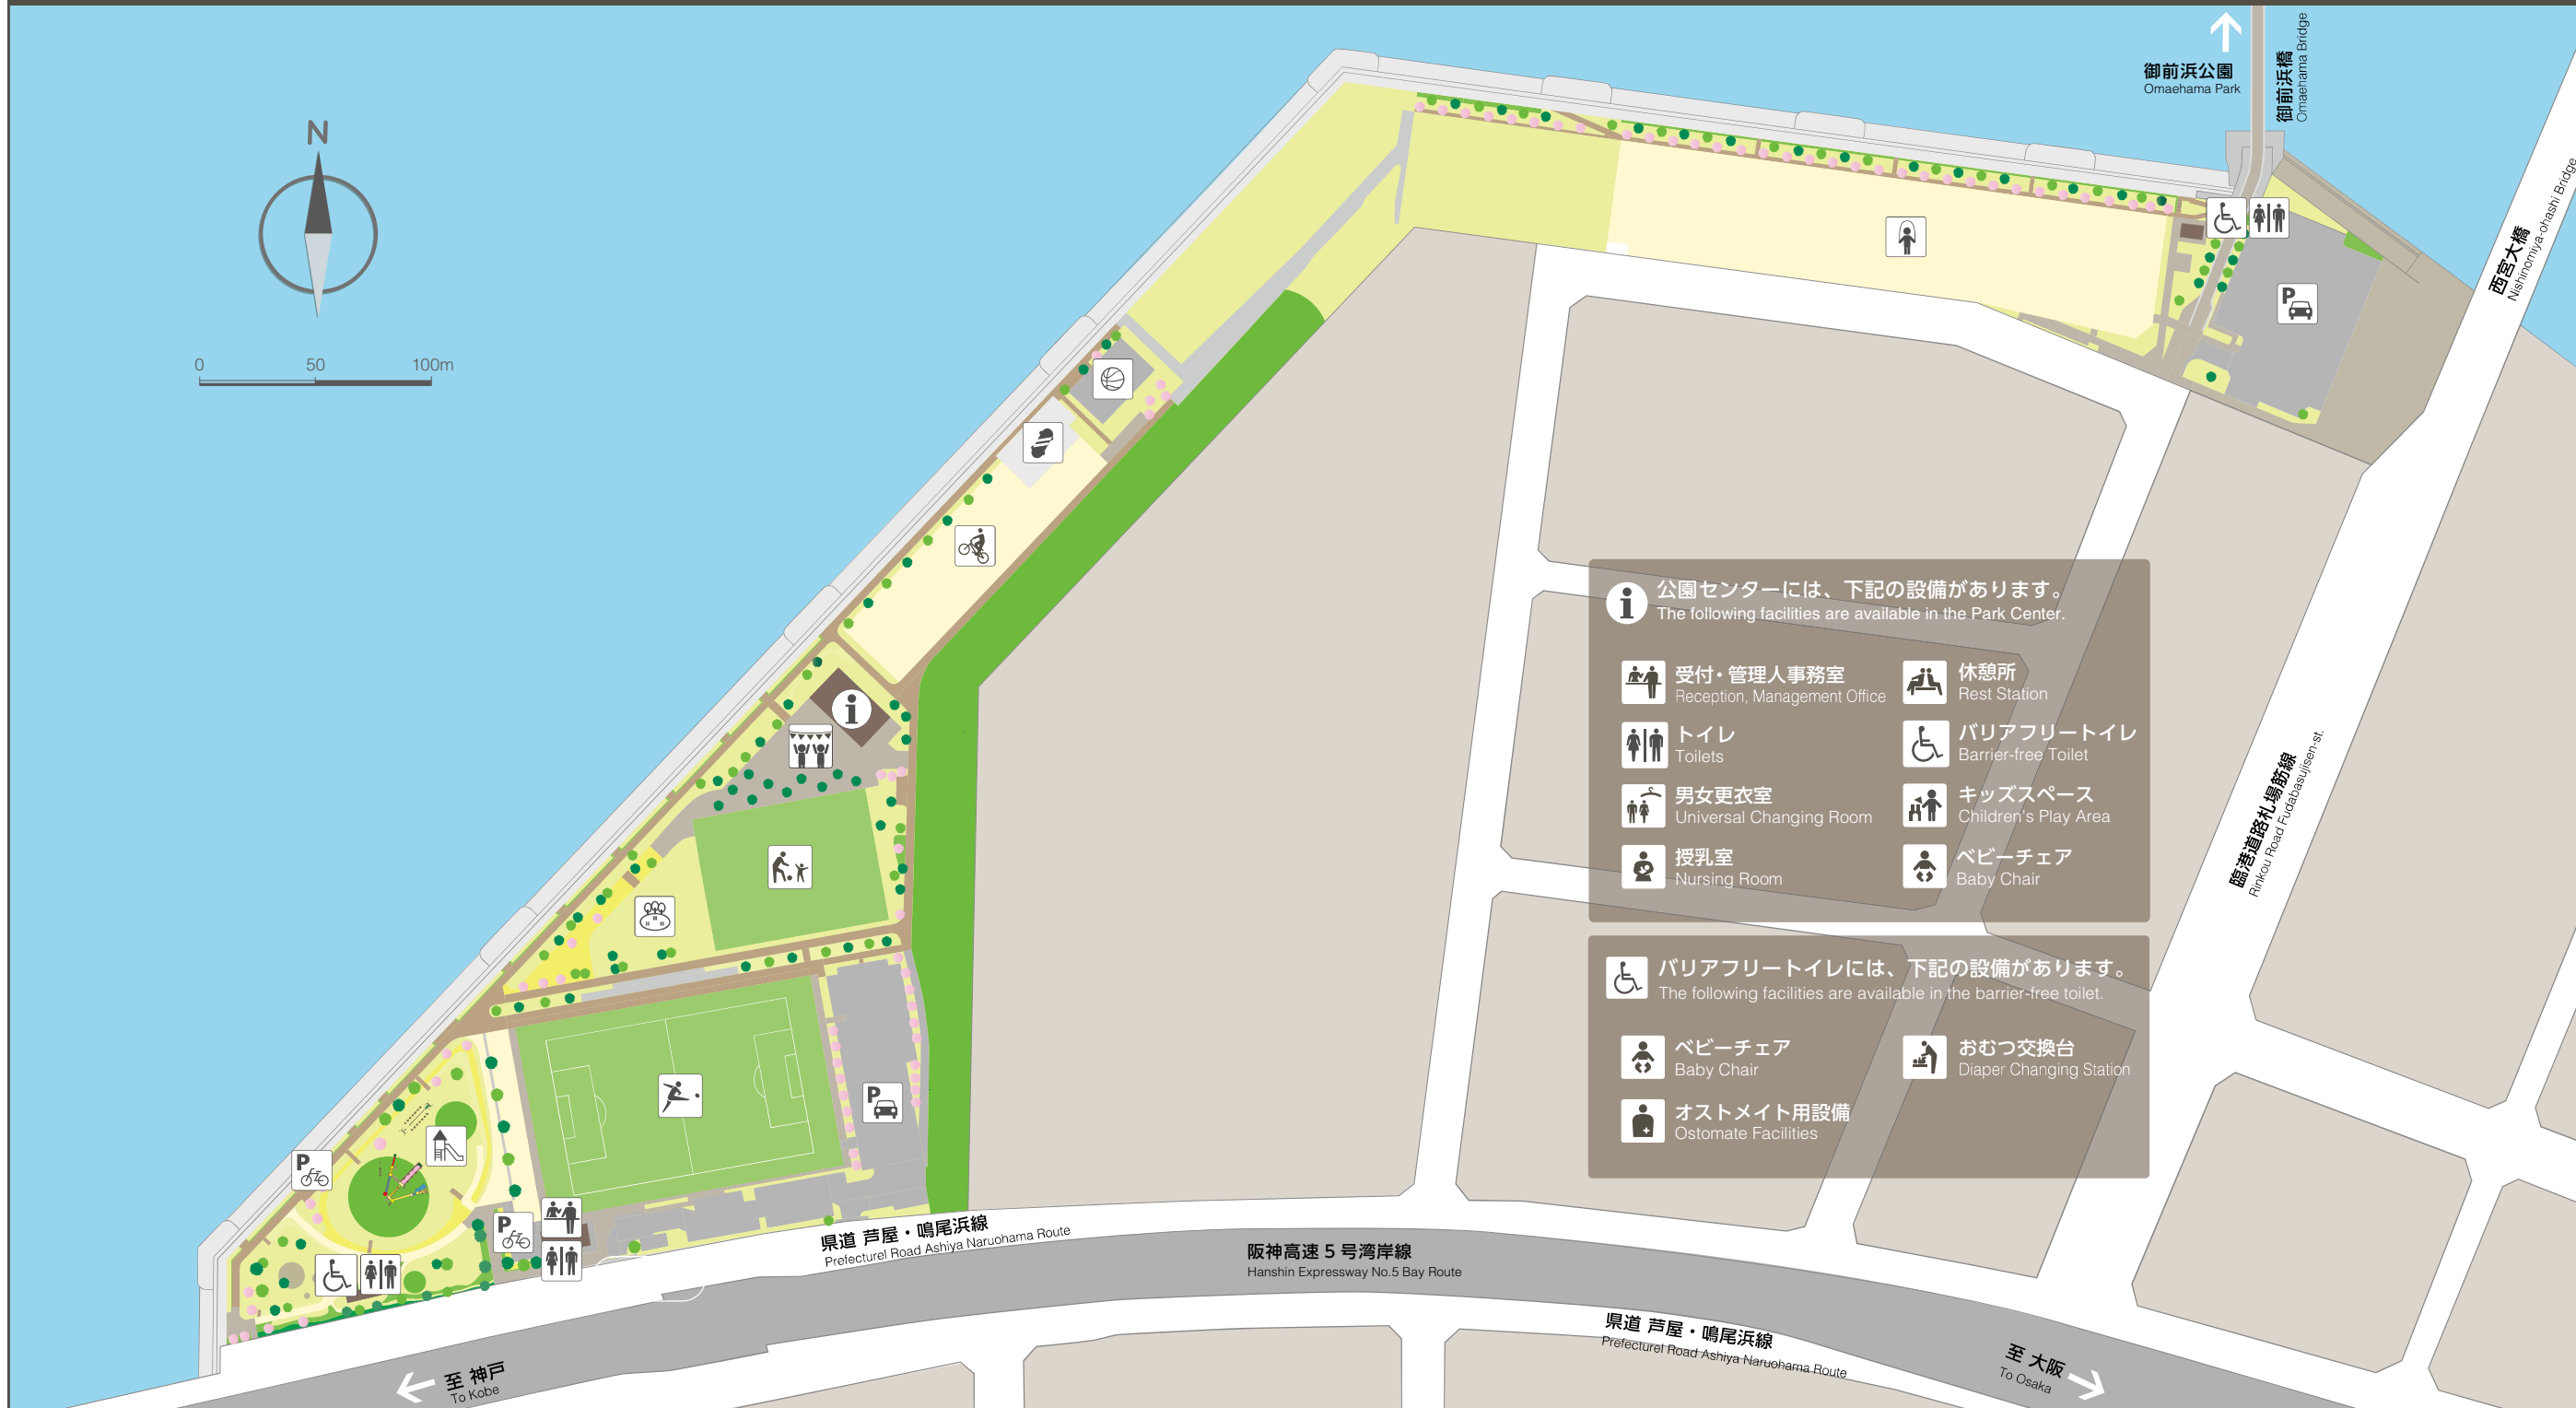 N
0 50 100m
御前浜公園
Omaehama Park
御前浜橋
Omaehama Bridge
西宮大橋
Nishinomiya-ohashi Bridge
P
i
P
P
P
i 公園センターには、下記の設備があります。
The following facilities are available in the Park Center.
受付・管理人事務室
Reception, Management Office
休憩所
Rest Station
トイレ
Toilets
バリアフリートイレ
Barrier-free Toilet
男女更衣室
Universal Changing Room
キッズスペース
Children's Play Area
授乳室
Nursing Room
ベビーチェア
Baby Chair
バリアフリートイレには、下記の設備があります。
The following facilities are available in the barrier-free toilet.
ベビーチェア
Baby Chair
おむつ交換台
Diaper Changing Station
オストメイト用設備
Ostomate Facilities
臨港道路札場筋線
Rinkou Road Fudabasujisen-st.
県道 芦屋・鳴尾浜線
Prefecturel Road Ashiya Naruohama Route
阪神高速 5 号湾岸線
Hanshin Expressway No.5 Bay Route
県道 芦屋・鳴尾浜線
Prefecturel Road Ashiya Naruohama Route
至 神戸
To Kobe
至 大阪
To Osaka